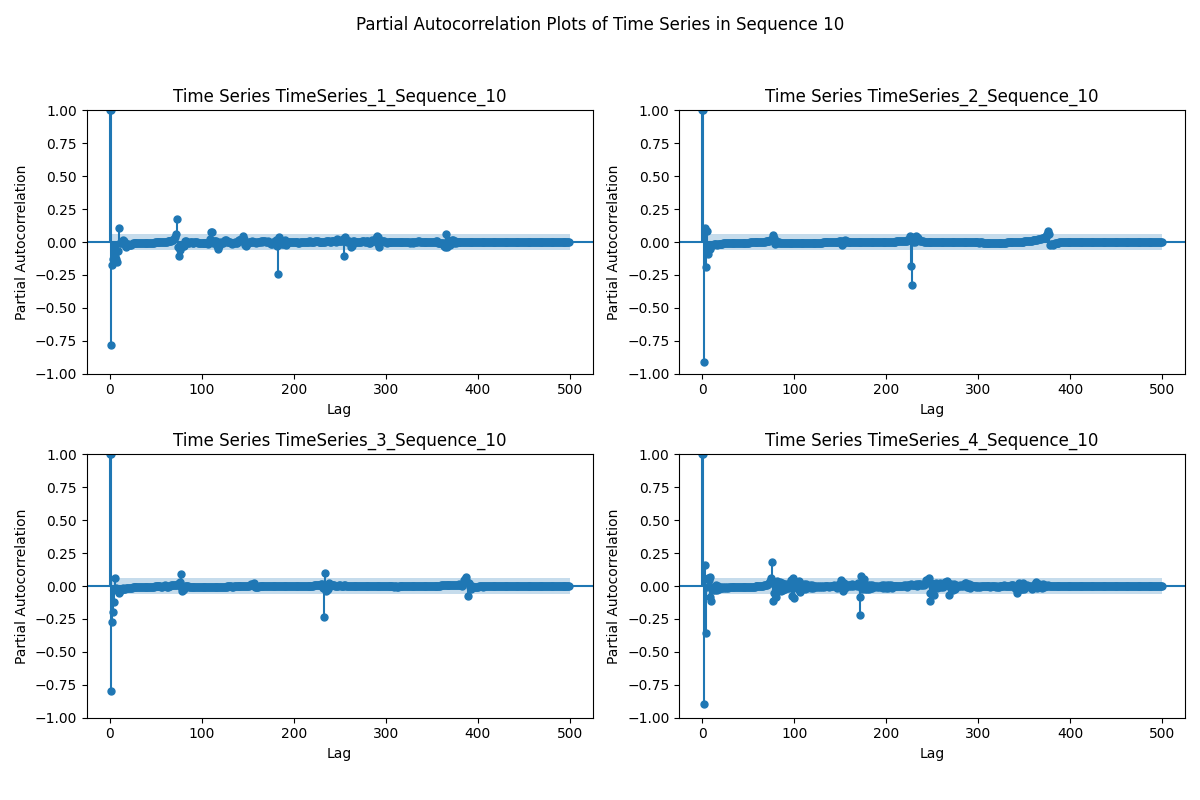 Partial Autocorrelation Plots of Time Series in Sequence 10
Time Series TimeSeries_1_Sequence_10
Partial Autocorrelation
1.00
0.75
0.50
0.25
0.00
−0.25
−0.50
−0.75
−1.00
0 100 200 300 400 500
Lag
Time Series TimeSeries_2_Sequence_10
Partial Autocorrelation
1.00
0.75
0.50
0.25
0.00
−0.25
−0.50
−0.75
−1.00
0 100 200 300 400 500
Lag
Time Series TimeSeries_3_Sequence_10
Partial Autocorrelation
1.00
0.75
0.50
0.25
0.00
−0.25
−0.50
−0.75
−1.00
0 100 200 300 400 500
Lag
Time Series TimeSeries_4_Sequence_10
Partial Autocorrelation
1.00
0.75
0.50
0.25
0.00
−0.25
−0.50
−0.75
−1.00
0 100 200 300 400 500
Lag